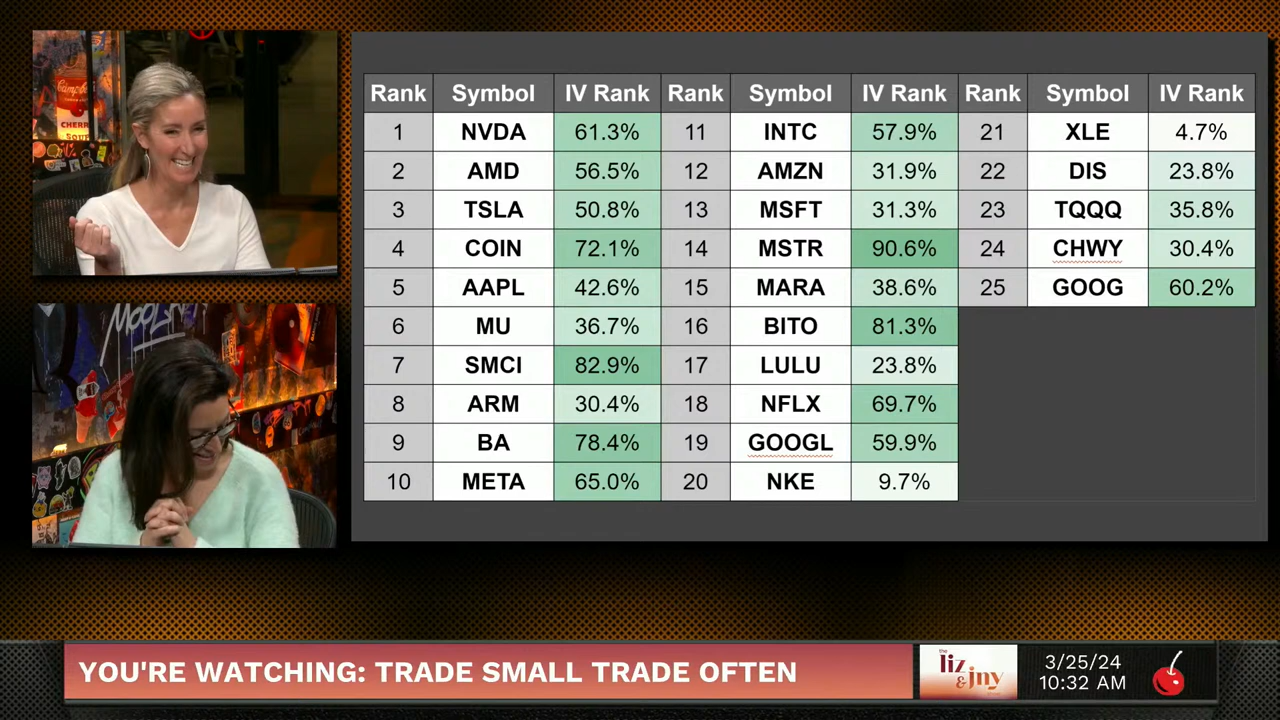 Campbell's
CHERR
SOUP
Rank Symbol IV Rank Rank Symbol IV Rank Rank Symbol IV Rank
1 NVDA 61.3% 11 INTC 57.9% 21 XLE 4.7%
2 AMD 56.5% 12 AMZN 31.9% 22 DIS 23.8%
3 TSLA 50.8% 13 MSFT 31.3% 23 TQQQ 35.8%
4 COIN 72.1% 14 MSTR 90.6% 24 CHWY 30.4%
5 AAPL 42.6% 15 MARA 38.6% 25 GOOG 60.2%
6 MU 36.7% 16 BITO 81.3%
7 SMCI 82.9% 17 LULU 23.8%
8 ARM 30.4% 18 NFLX 69.7%
9 BA 78.4% 19 GOOGL 59.9%
10 META 65.0% 20 NKE 9.7%
YOU'RE WATCHING: TRADE SMALL TRADE OFTEN
the liz & jny
3/25/24
10:32 AM